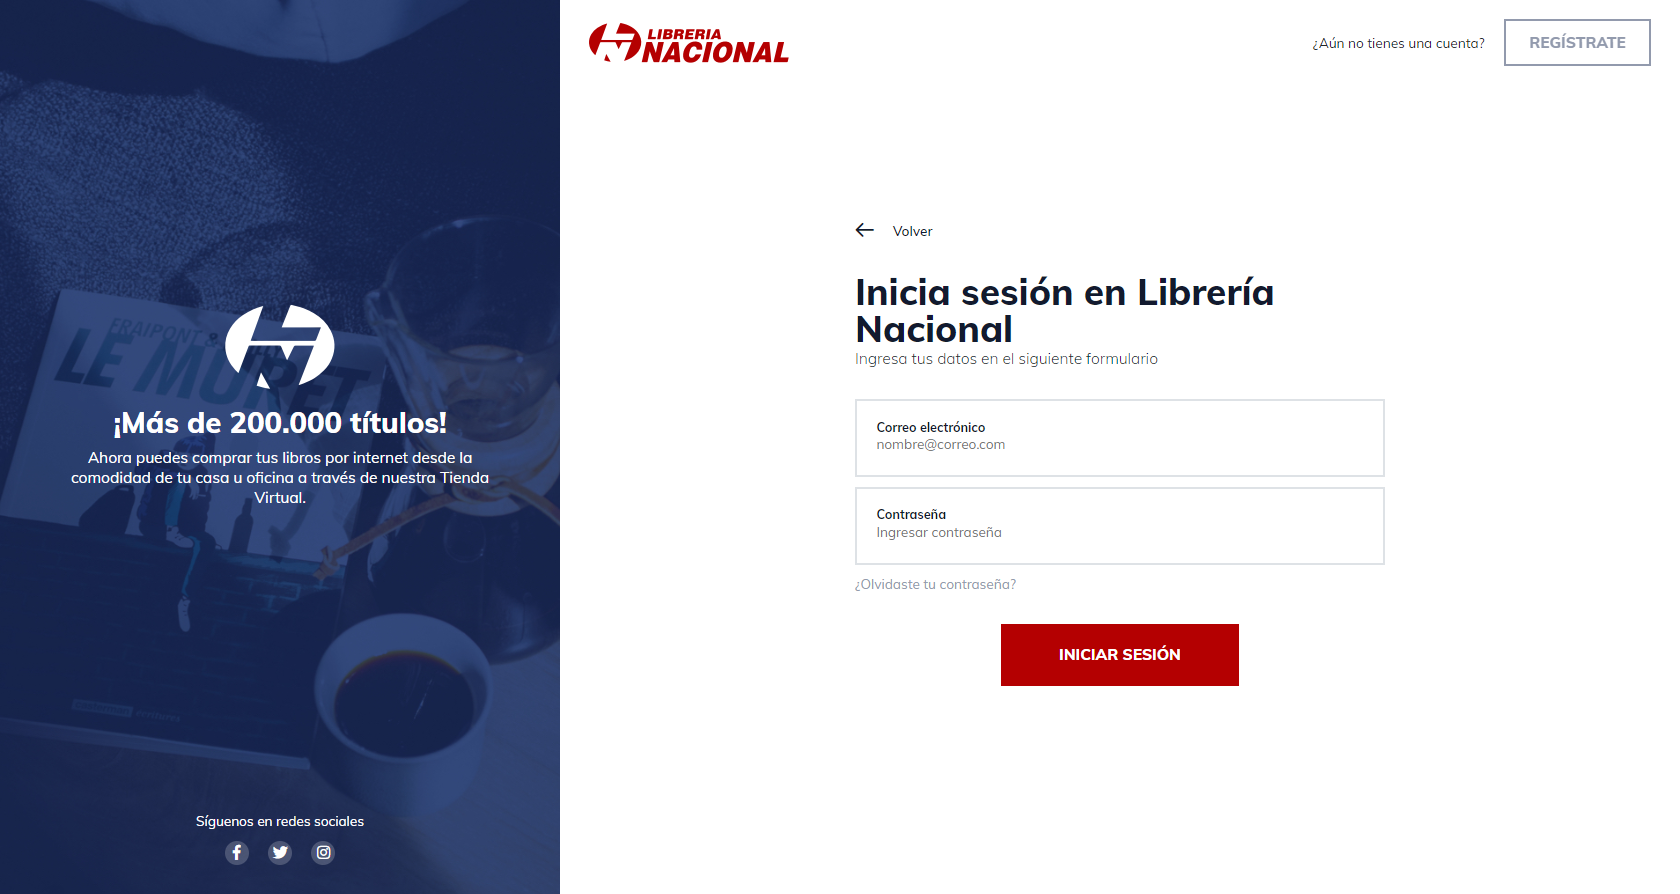 LIBRERIA
NACIONAL
¿Aún no tienes una cuenta?
REGÍSTRATE
Volver
Inicia sesión en Librería
Nacional
Ingresa tus datos en el siguiente formulario
Correo electrónico
nombre@correo.com
Contraseña
Ingresar contraseña
¿Olvidaste tu contraseña?
INICIAR SESIÓN
FRAIPONT &
LE MURET
¡Más de 200.000 títulos!
Ahora puedes comprar tus libros por internet desde la
comodidad de tu casa u oficina a través de nuestra Tienda
Virtual.
casterman écritures
Síguenos en redes sociales